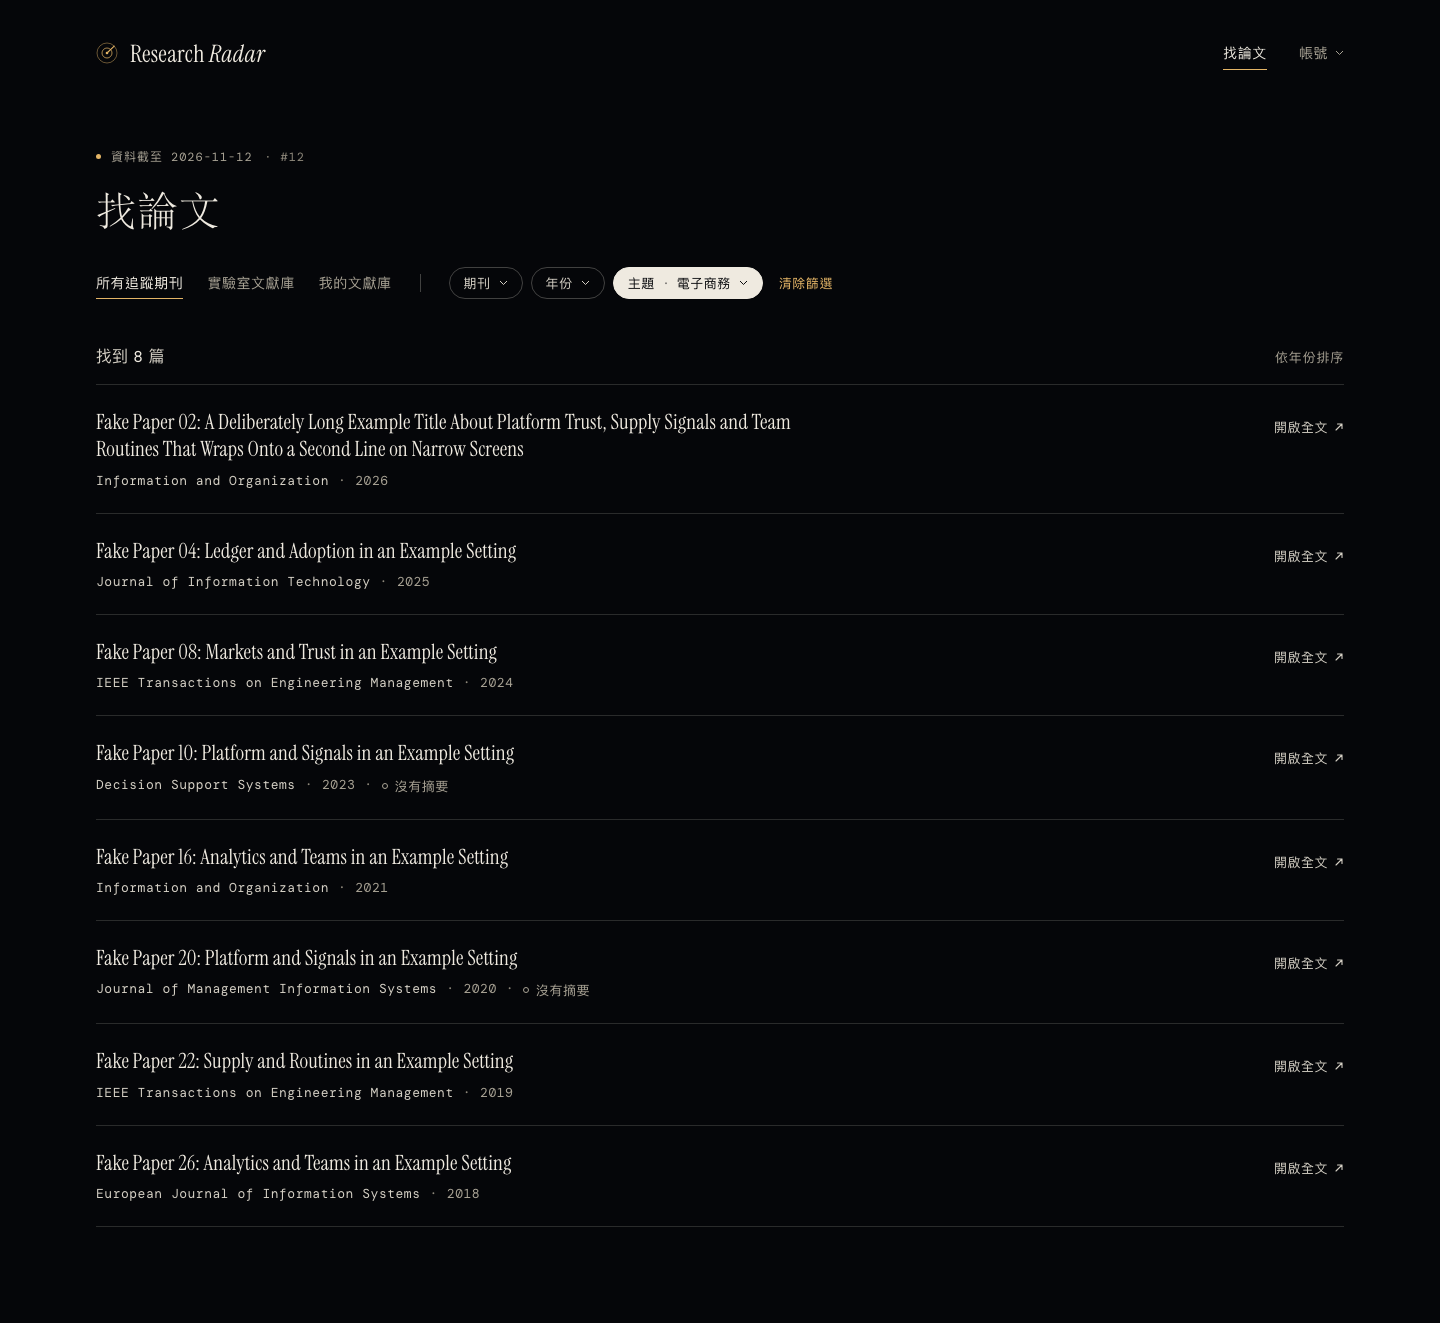 Research Radar
找論文
帳號
資料截至 2026-11-12 · #12
找論文
所有追蹤期刊
實驗室文獻庫
我的文獻庫
期刊
年份
主題 · 電子商務
清除篩選
找到 8 篇
依年份排序
Fake Paper 02: A Deliberately Long Example Title About Platform Trust, Supply Signals and Team
Routines That Wraps Onto a Second Line on Narrow Screens
開啟全文 ↗
Information and Organization · 2026
Fake Paper 04: Ledger and Adoption in an Example Setting
開啟全文 ↗
Journal of Information Technology · 2025
Fake Paper 08: Markets and Trust in an Example Setting
開啟全文 ↗
IEEE Transactions on Engineering Management · 2024
Fake Paper 10: Platform and Signals in an Example Setting
開啟全文 ↗
Decision Support Systems · 2023 · 沒有摘要
Fake Paper 16: Analytics and Teams in an Example Setting
開啟全文 ↗
Information and Organization · 2021
Fake Paper 20: Platform and Signals in an Example Setting
開啟全文 ↗
Journal of Management Information Systems · 2020 · 沒有摘要
Fake Paper 22: Supply and Routines in an Example Setting
開啟全文 ↗
IEEE Transactions on Engineering Management · 2019
Fake Paper 26: Analytics and Teams in an Example Setting
開啟全文 ↗
European Journal of Information Systems · 2018